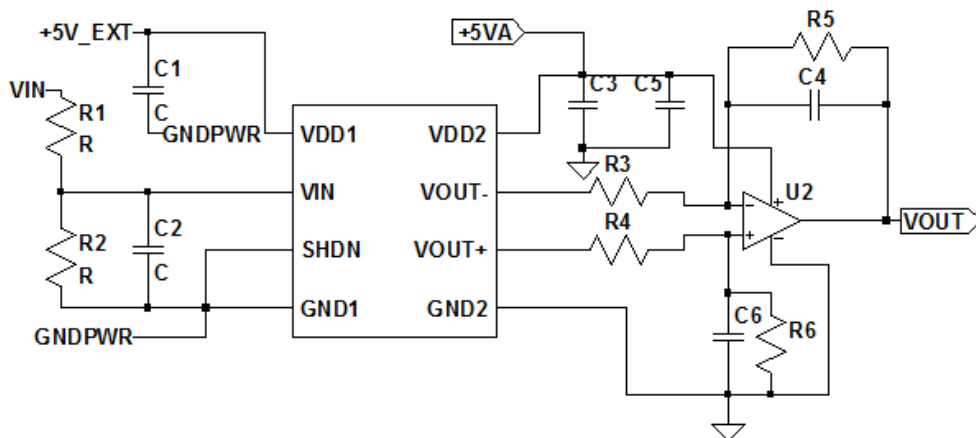 +5V_EXT
+5VA
R5
C1
C
C3
C5
C4
VIN
R1
R
GNDPWR
VDD1
VDD2
R3
VIN
VOUT-
U2
-
+
R2
R
C2
C
R4
+
-
VOUT
SHDN
VOUT+
GND1
GND2
C6
R6
GNDPWR